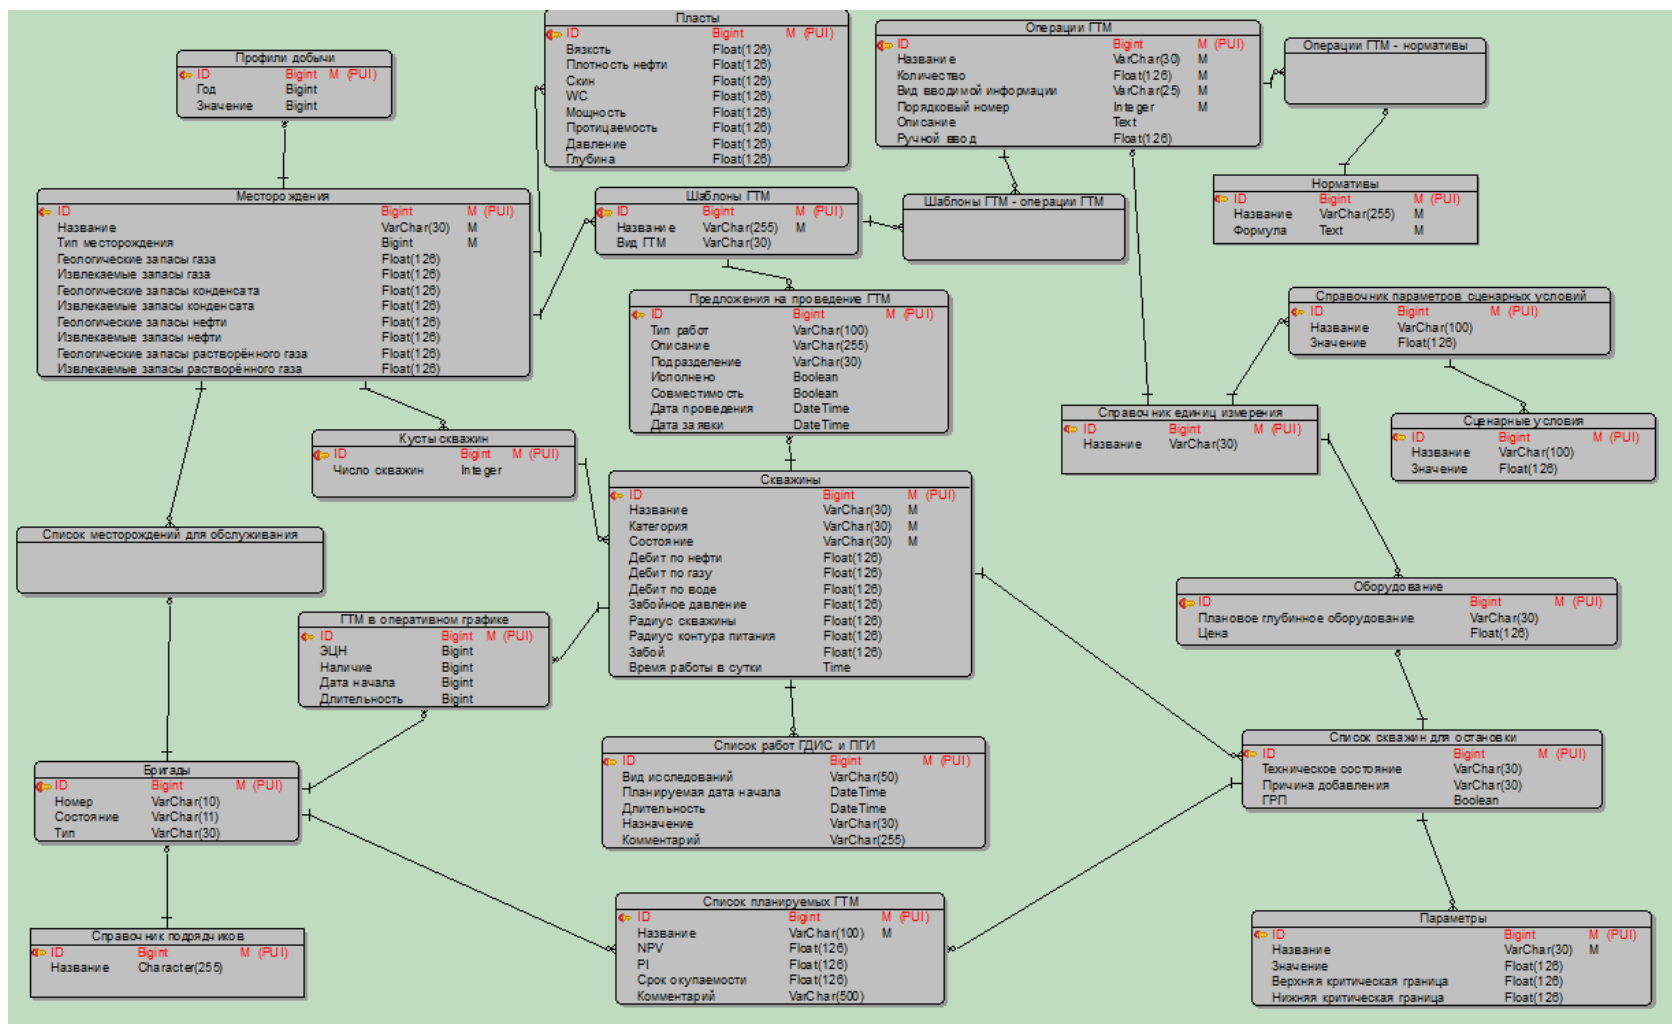 Профили добычи
ID Bigint M (PUI)
Год Bigint
Значение Bigint
Пласты
ID Bigint M (PUI)
Вязксть Float(126)
Плотность нефти Float(126)
Скин Float(126)
WC Float(126)
Мощность Float(126)
Протицаемость Float(126)
Давление Float(126)
Глубина Float(126)
Операции ГТМ
ID Bigint M (PUI)
Название VarChar(30) M
Количество Float(126) M
Вид вводимой информации VarChar(25) M
Порядковый номер Integer M
Описание Text
Ручной ввод Float(126)
Операции ГТМ - нормативы
Месторождения
ID Bigint M (PUI)
Название VarChar(30) M
Тип месторождения Bigint M
Геологические запасы газа Float(126)
Извлекаемые запасы газа Float(126)
Геологические запасы конденсата Float(126)
Извлекаемые запасы конденсата Float(126)
Геологические запасы нефти Float(126)
Извлекаемые запасы нефти Float(126)
Геологические запасы растворённого газа Float(126)
Извлекаемые запасы растворённого газа Float(126)
Шаблоны ГТМ
ID Bigint M (PUI)
Название VarChar(255) M
Вид ГТМ VarChar(30)
Шаблоны ГТМ - операции ГТМ
Нормативы
ID Bigint M (PUI)
Название VarChar(255) M
Формула Text M
Предложения на проведение ГТМ
ID Bigint M (PUI)
Тип работ VarChar(100)
Описание VarChar(255)
Подразделение VarChar(30)
Исполнено Boolean
Совместимость Boolean
Дата проведения DateTime
Дата заявки DateTime
Справочник параметров сценарных условий
ID Bigint M (PUI)
Название VarChar(100)
Значение Float(126)
Справочник единиц измерения
ID Bigint M (PUI)
Название VarChar(30)
Сценарные условия
ID Bigint M (PUI)
Название VarChar(100)
Значение Float(126)
Кусты скважин
ID Bigint M (PUI)
Число скважин Integer
Скважины
ID Bigint M (PUI)
Название VarChar(30) M
Категория VarChar(30) M
Состояние VarChar(30) M
Дебит по нефти Float(126)
Дебит по газу Float(126)
Дебит по воде Float(126)
Забойное давление Float(126)
Радиус скважины Float(126)
Радиус контура питания Float(126)
Забой Float(126)
Время работы в сутки Time
Список месторождений для обслуживания
ГТМ в оперативном графике
ID Bigint M (PUI)
ЭЦН Bigint
Наличие Bigint
Дата начала Bigint
Длительность Bigint
Оборудование
ID Bigint M (PUI)
Плановое глубинное оборудование VarChar(30)
Цена Float(126)
Список работ ГДИС и ПГИ
ID Bigint M (PUI)
Вид исследований VarChar(50)
Планируемая дата начала DateTime
Длительность DateTime
Назначение VarChar(30)
Комментарий VarChar(255)
Список скважин для остановки
ID Bigint M (PUI)
Техническое состояние VarChar(30)
Причина добавления VarChar(30)
ГРП Boolean
Бригады
ID Bigint M (PUI)
Номер VarChar(10)
Состояние VarChar(11)
Тип VarChar(30)
Список планируемых ГТМ
ID Bigint M (PUI)
Название VarChar(100) M
NPV Float(126)
PI Float(126)
Срок окупаемости Float(126)
Комментарий VarChar(500)
Параметры
ID Bigint M (PUI)
Название VarChar(30) M
Значение Float(126)
Верхняя критическая граница Float(126)
Нижняя критическая граница Float(126)
Справочник подрядчиков
ID Bigint M (PUI)
Название Character(255)